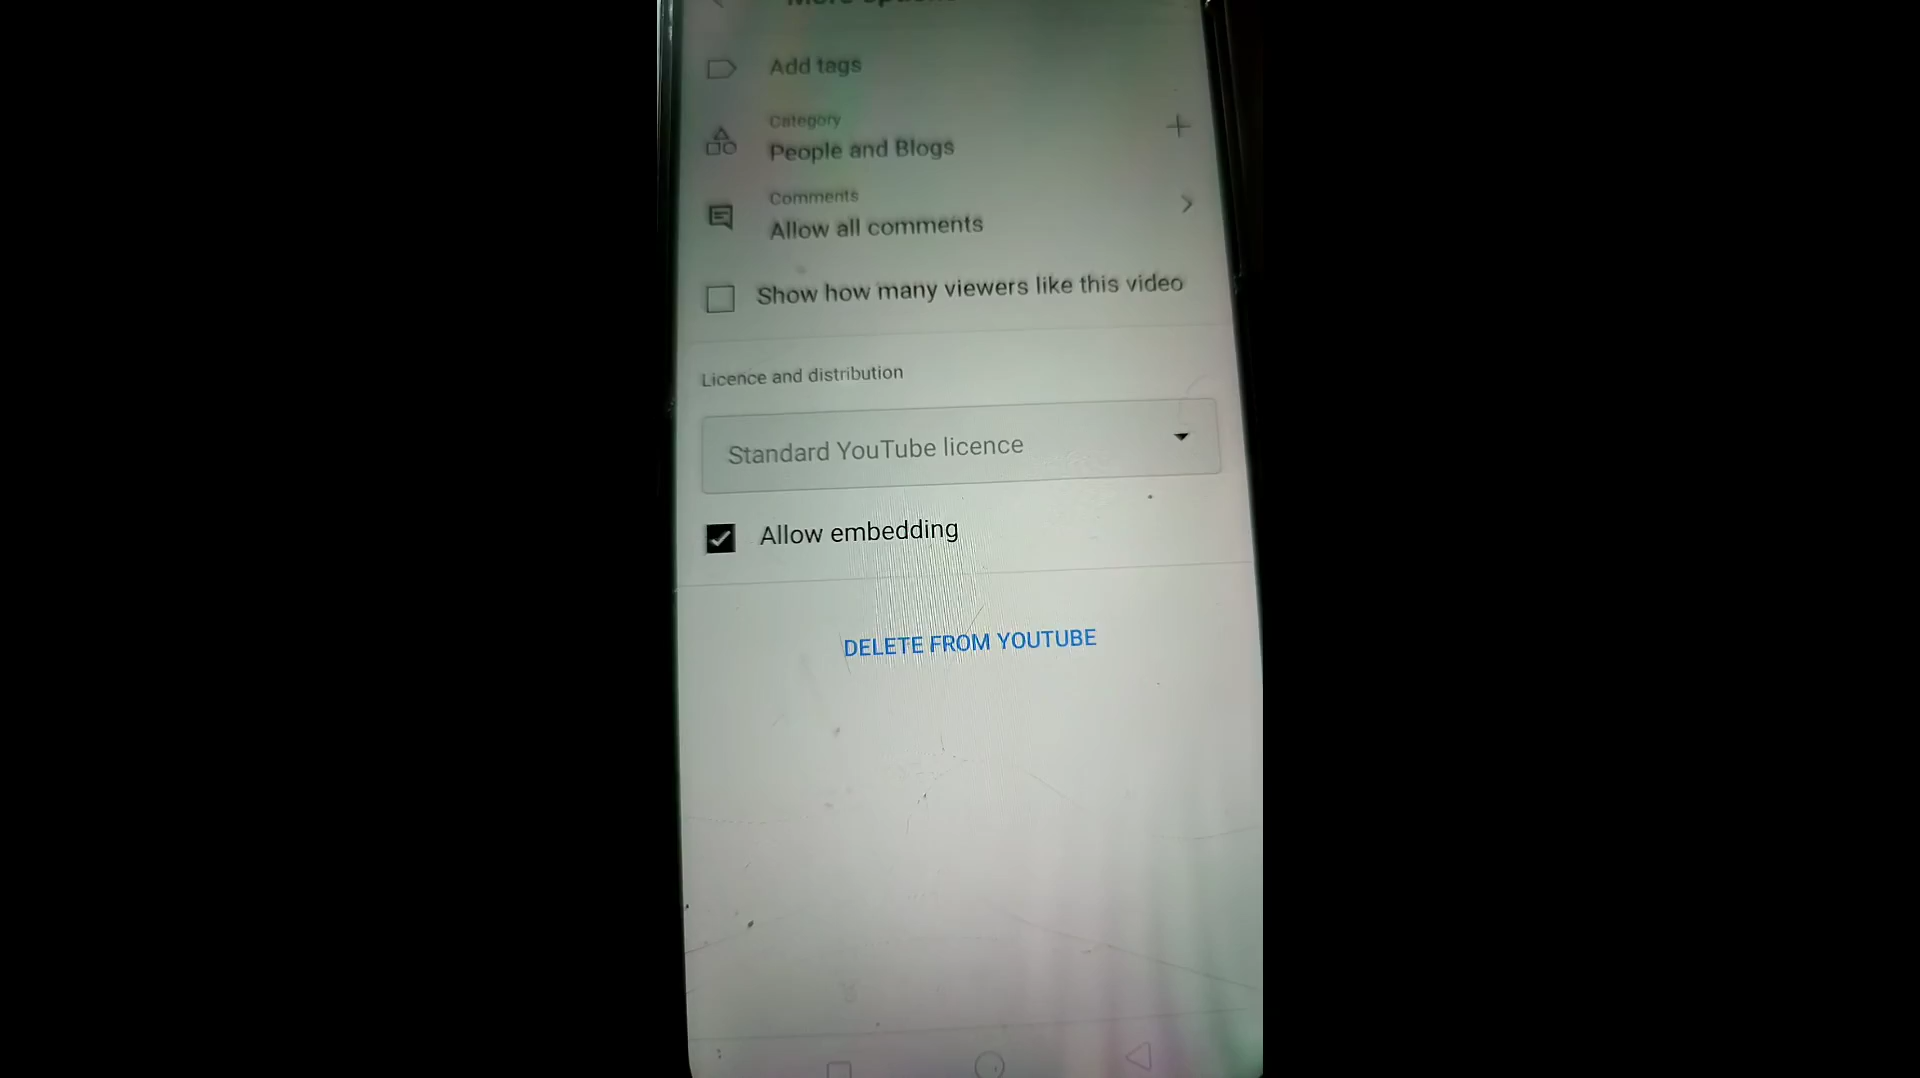 Add tags
Category
People and Blogs
Comments
Allow all comments
Show how many viewers like this video
Licence and distribution
Standard YouTube licence
Allow embedding
DELETE FROM YOUTUBE